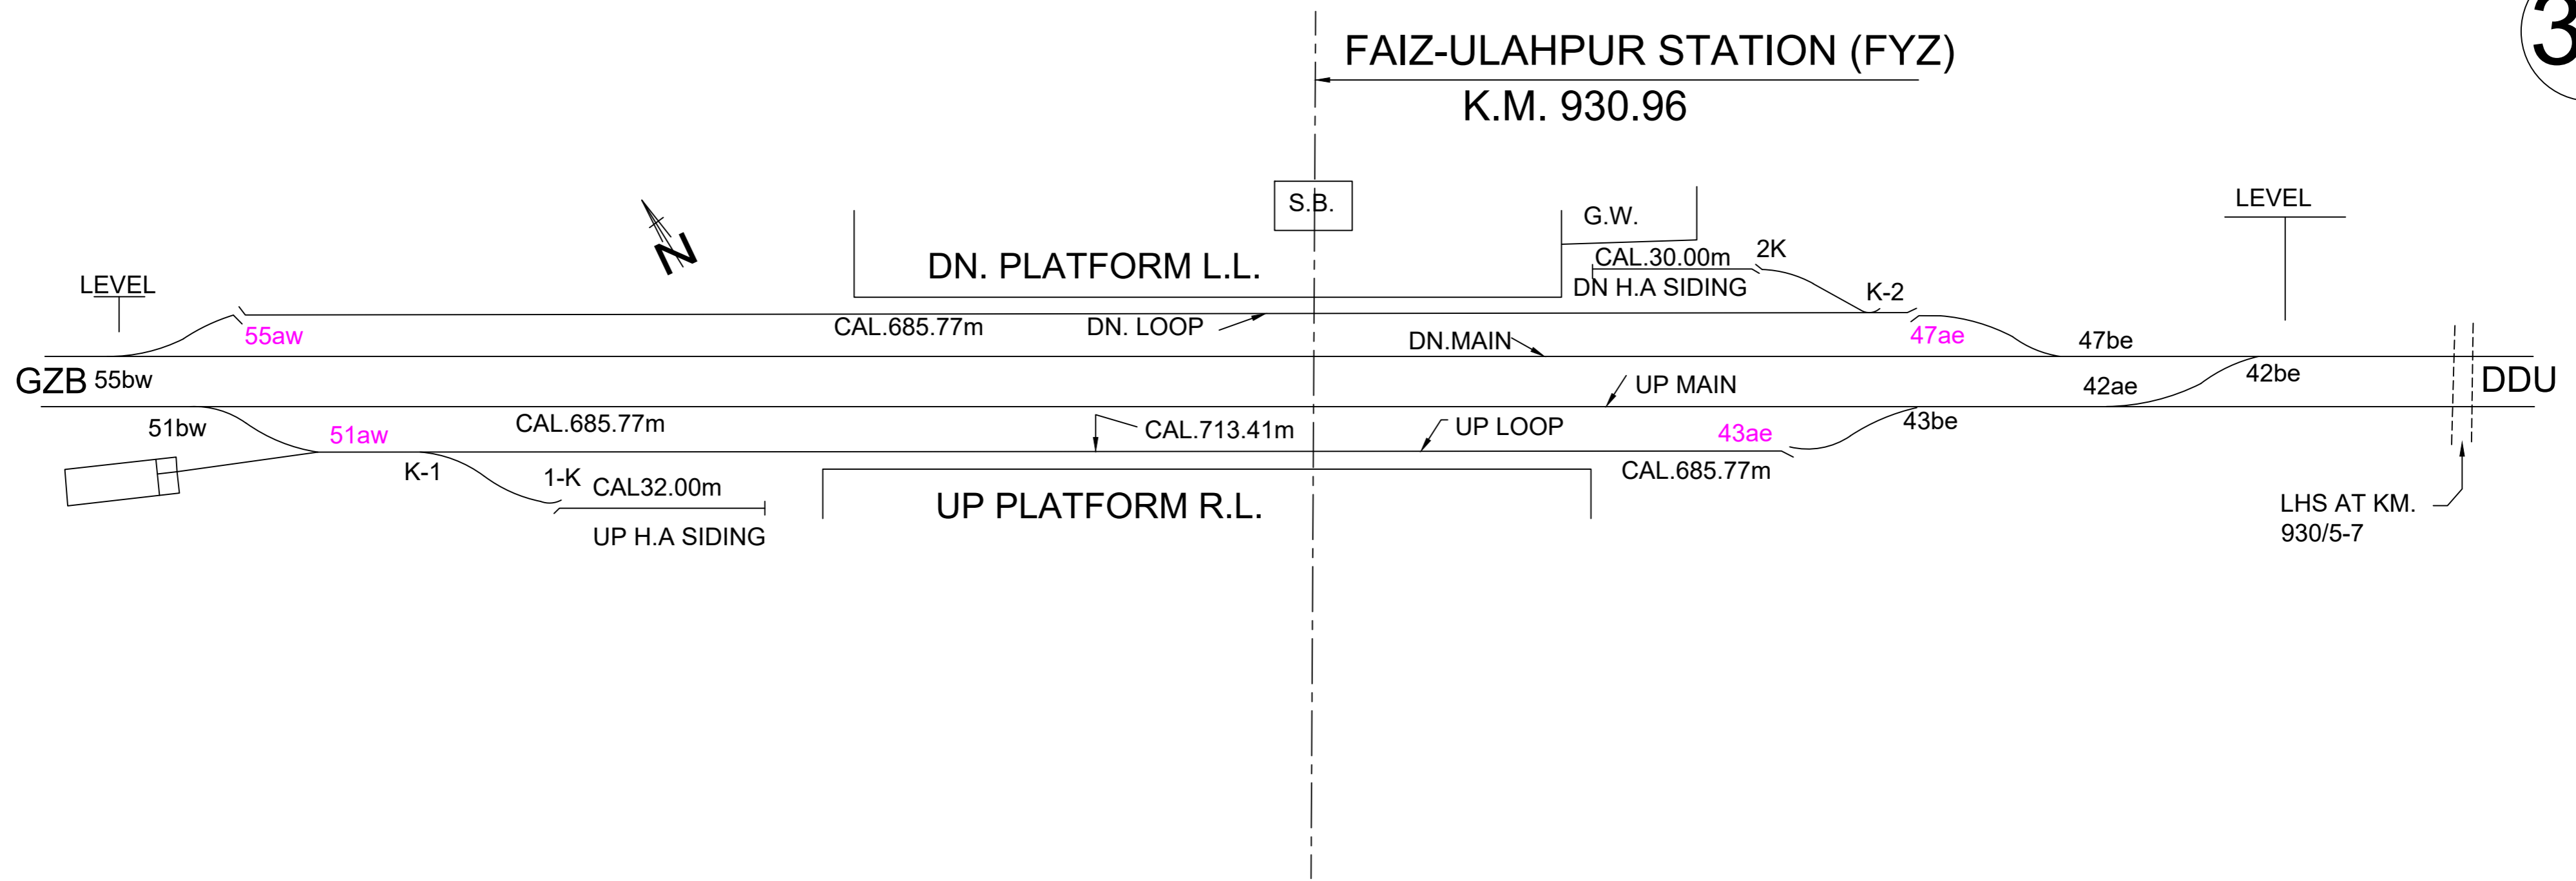 3
FAIZ-ULAHPUR STATION (FYZ)
K.M. 930.96
S.B.
G.W.
LEVEL
N
DN. PLATFORM L.L.
CAL.30.00m
2K
LEVEL
DN H.A SIDING
K-2
55aw
CAL.685.77m
DN. LOOP
DN.MAIN
47ae
47be
GZB
55bw
UP MAIN
42ae
42be
DDU
51bw
51aw
CAL.685.77m
CAL.713.41m
UP LOOP
43ae
43be
K-1
1-K
CAL32.00m
CAL.685.77m
UP PLATFORM R.L.
UP H.A SIDING
LHS AT KM.
930/5-7